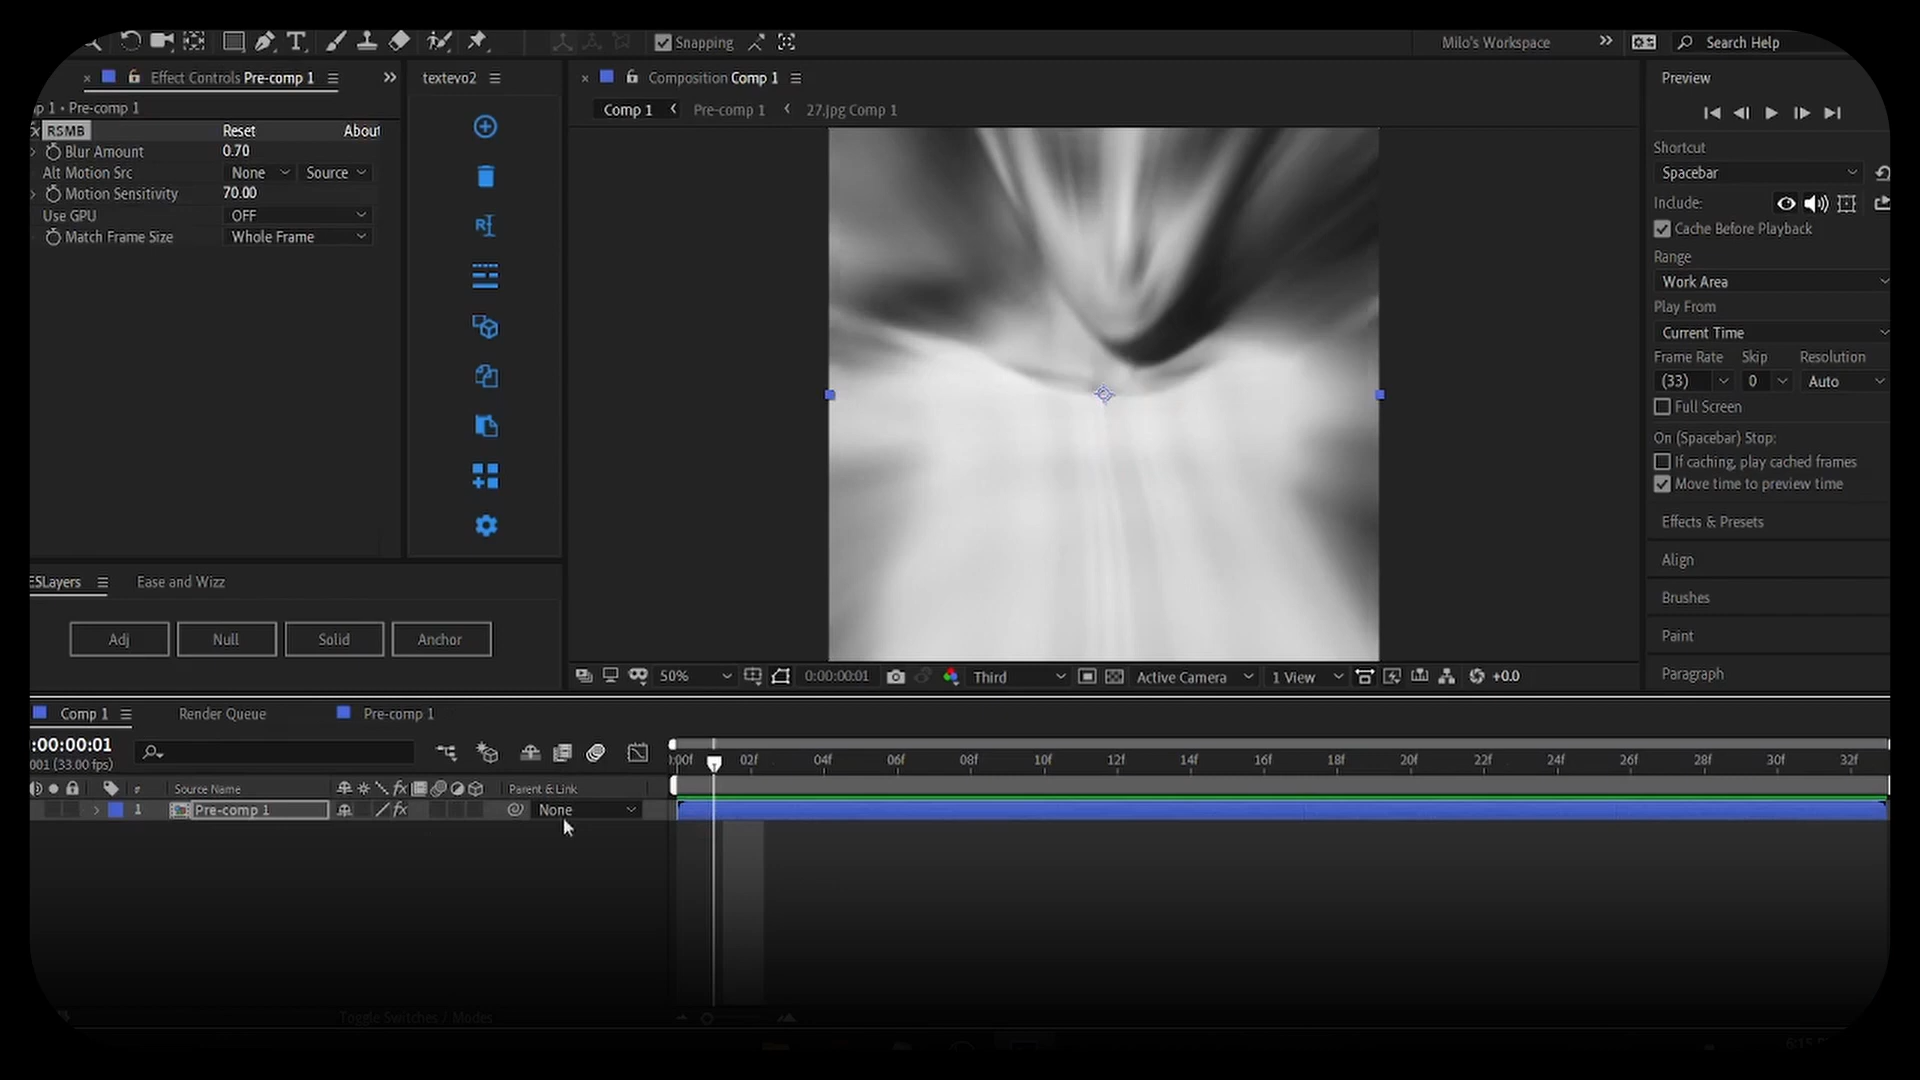 Snapping
Milo's Workspace
Search Help
Effect Controls Pre-comp 1
textevo2
Composition Comp 1
Preview
p 1 • Pre-comp 1
Comp 1
Pre-comp 1
27.jpg Comp 1
RSMB
Reset
About
Blur Amount
0.70
Alt Motion Src
None
Source
Motion Sensitivity
70.00
Use GPU
OFF
Match Frame Size
Whole Frame
Shortcut
Spacebar
Include:
Cache Before Playback
Range
Work Area
Play From
Current Time
Frame Rate
Skip
Resolution
(33)
0
Auto
Full Screen
On (Spacebar) Stop:
If caching, play cached frames
Move time to preview time
Effects & Presets
Align
Brushes
Paint
Paragraph
ESLayers
Ease and Wizz
Adj
Null
Solid
Anchor
50%
0:00:00:01
Third
Active Camera
1 View
+0.0
Comp 1
Render Queue
Pre-comp 1
:00:00:01
001 (33.00 fps)
:00f
02f
04f
06f
08f
10f
12f
14f
16f
18f
20f
22f
24f
26f
28f
30f
32f
Source Name
fx
Parent & Link
1
Pre-comp 1
fx
None
Toggle Switches / Modes